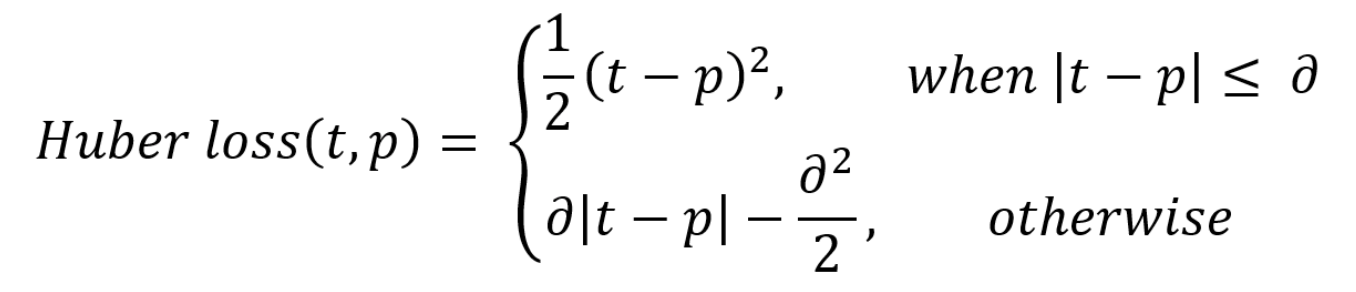 Huber loss(t, p) = { 1/2 (t − p)², when |t − p| ≤ ∂
∂|t − p| − ∂²/2, otherwise